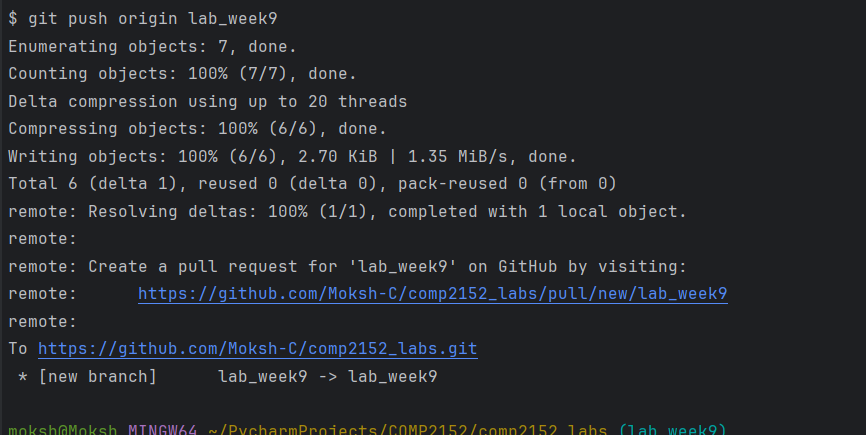 $ git push origin lab_week9
Enumerating objects: 7, done.
Counting objects: 100% (7/7), done.
Delta compression using up to 20 threads
Compressing objects: 100% (6/6), done.
Writing objects: 100% (6/6), 2.70 KiB | 1.35 MiB/s, done.
Total 6 (delta 1), reused 0 (delta 0), pack-reused 0 (from 0)
remote: Resolving deltas: 100% (1/1), completed with 1 local object.
remote:
remote: Create a pull request for 'lab_week9' on GitHub by visiting:
remote:      https://github.com/Moksh-C/comp2152_labs/pull/new/lab_week9
remote:
To https://github.com/Moksh-C/comp2152_labs.git
 * [new branch]      lab_week9 -> lab_week9
moksh@Moksh MINGW64 ~/PycharmProjects/COMP2152/comp2152_labs (lab_week9)